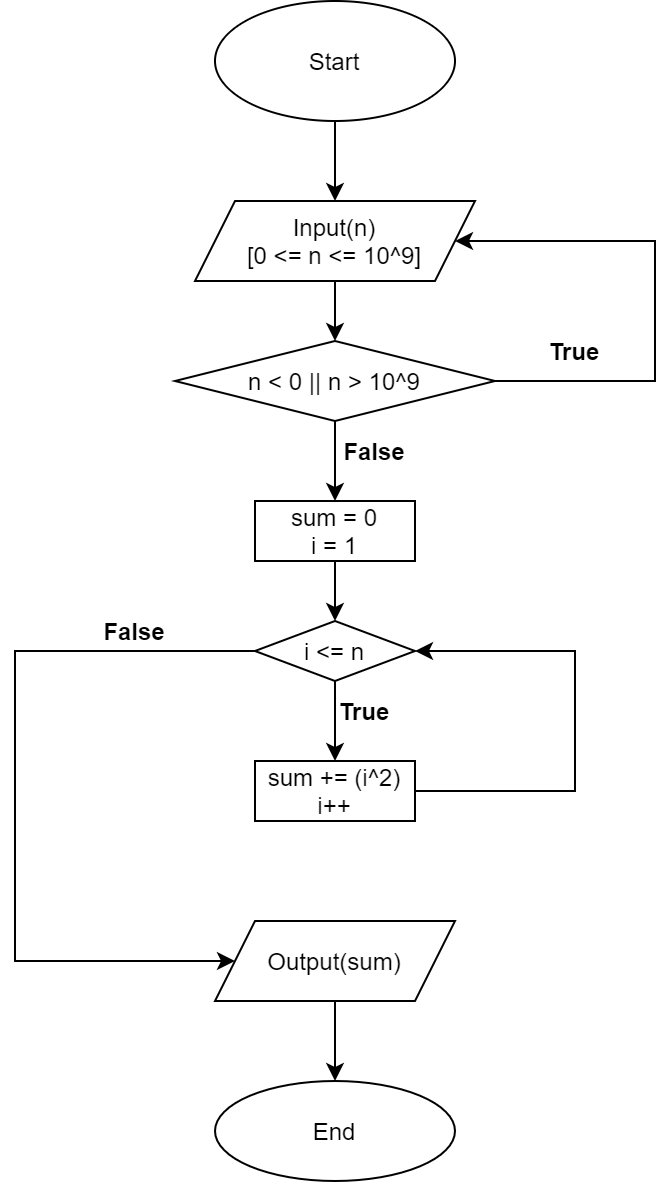 Start
Input(n)
[0 <= n <= 10^9]
True
n < 0 || n > 10^9
False
sum = 0
i = 1
False
i <= n
True
sum += (i^2)
i++
Output(sum)
End